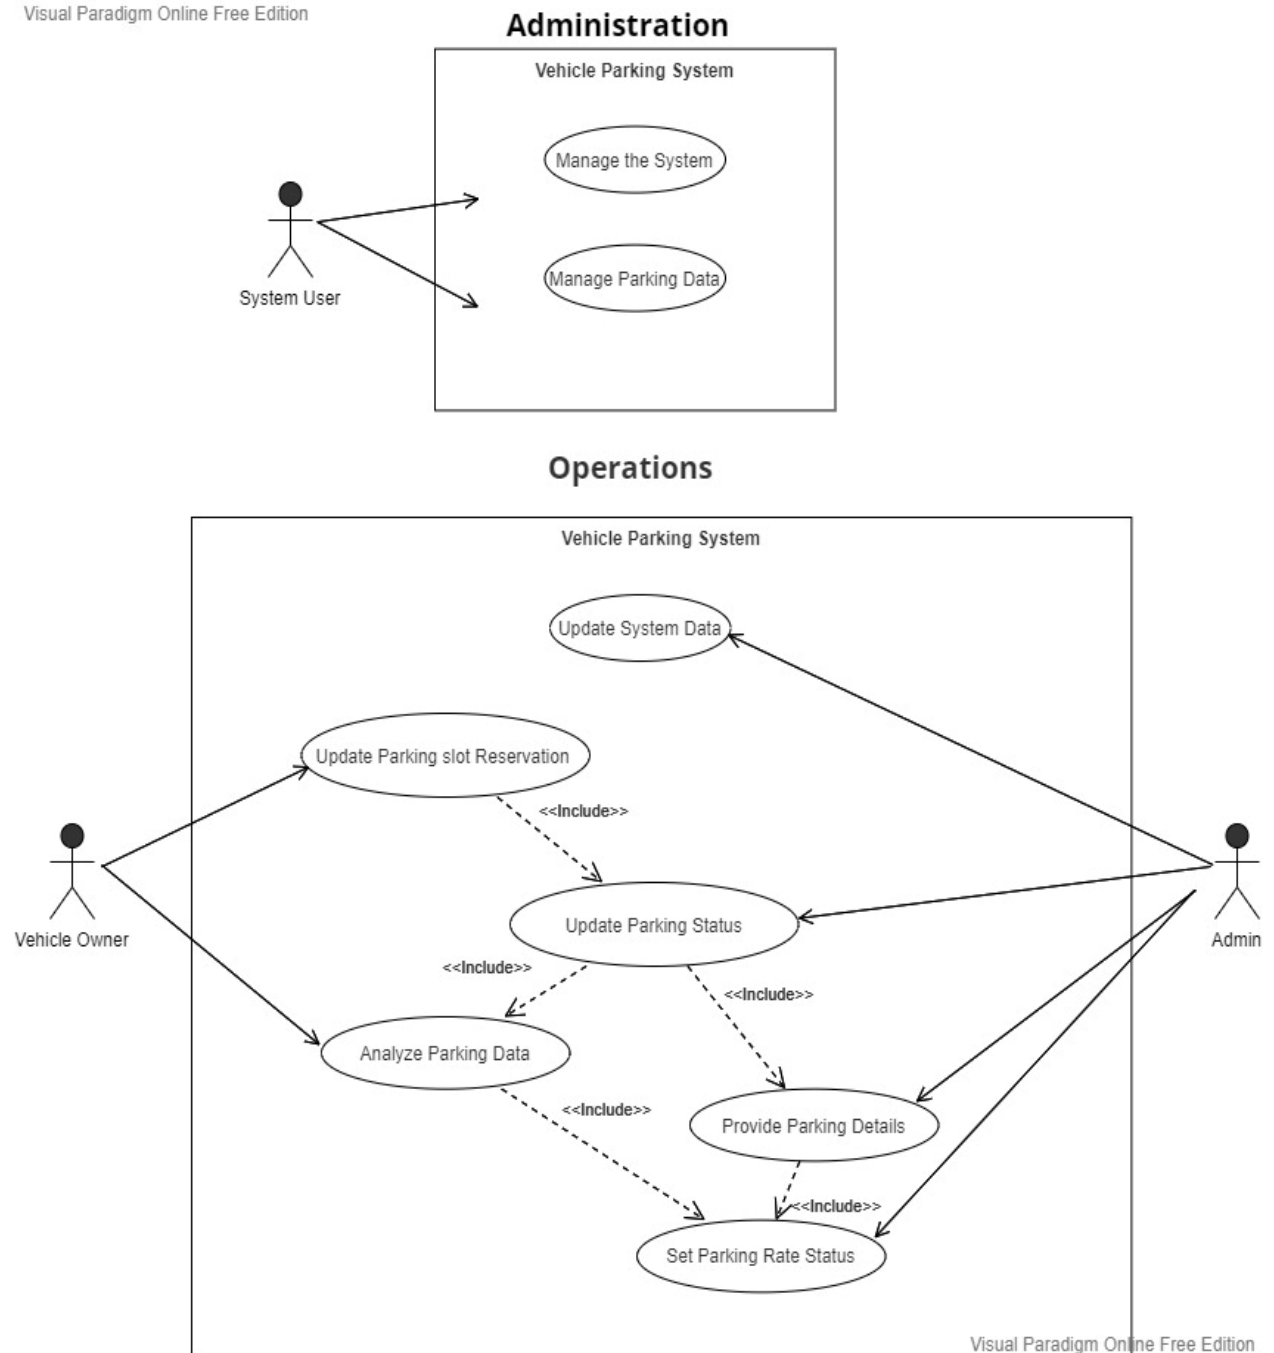 Visual Paradigm Online Free Edition
Administration
Vehicle Parking System
Manage the System
Manage Parking Data
System User
Operations
Vehicle Parking System
Update System Data
Update Parking slot Reservation
<<Include>>
Update Parking Status
Vehicle Owner
Admin
<<Include>>
<<Include>>
Analyze Parking Data
<<Include>>
Provide Parking Details
<<Include>>
Set Parking Rate Status
Visual Paradigm Online Free Edition